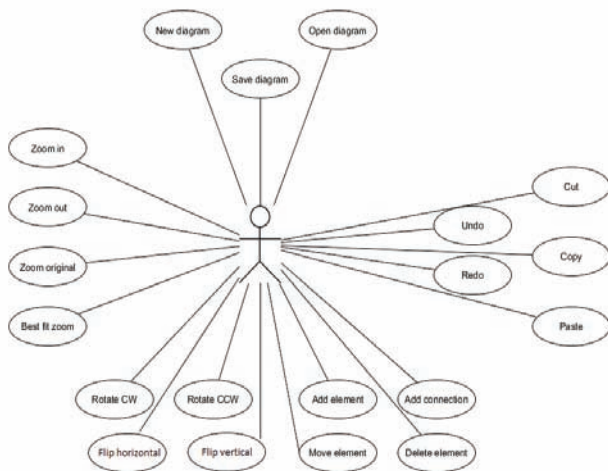 New diagram
Open diagram
Save diagram
Zoom in
Cut
Zoom out
Undo
Copy
Zoom original
Redo
Best fit zoom
Paste
Rotate CW
Rotate CCW
Add element
Add connection
Flip horizontal
Flip vertical
Move element
Delete element